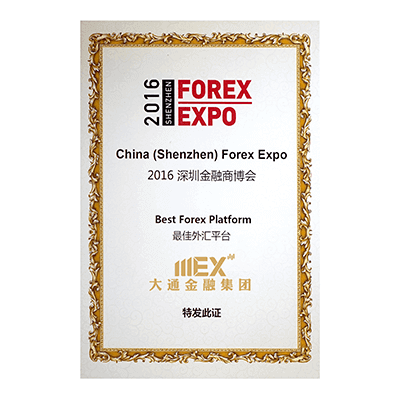 2016 SHENZHEN FOREX EXPO
China (Shenzhen) Forex Expo
2016 深圳金融商博会
Best Forex Platform
最佳外汇平台
MEX
大通金融集团
特发此证